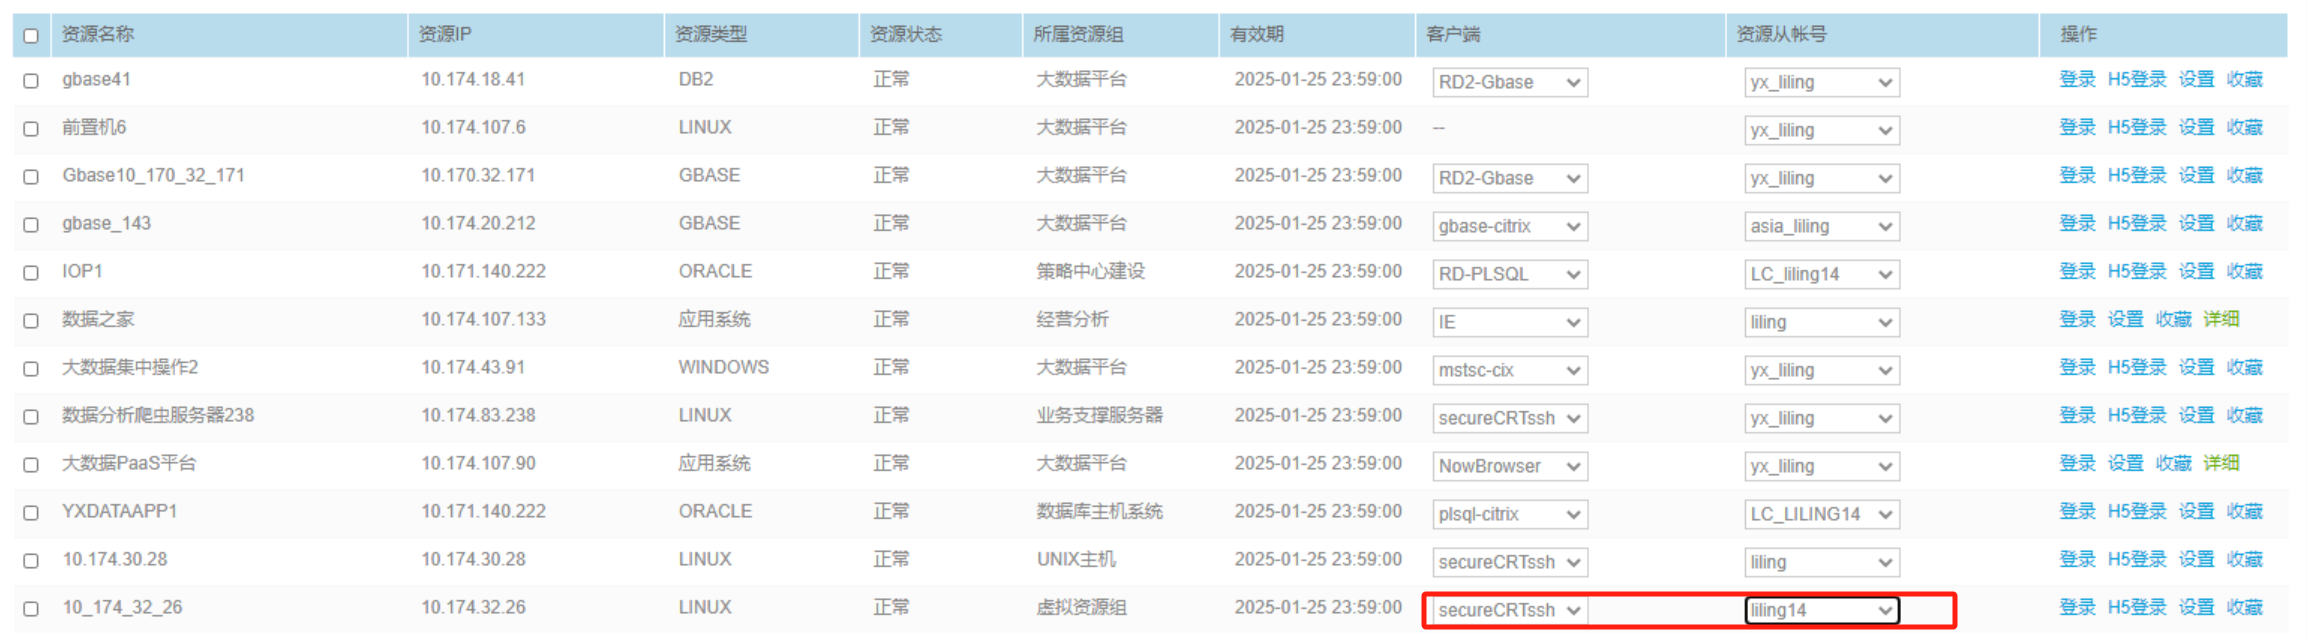 资源名称 资源IP 资源类型 资源状态 所属资源组 有效期 客户端 资源从帐号 操作
gbase41 10.174.18.41 DB2 正常 大数据平台 2025-01-25 23:59:00 RD2-Gbase yx_liling 登录 H5登录 设置 收藏
前置机6 10.174.107.6 LINUX 正常 大数据平台 2025-01-25 23:59:00 -- yx_liling 登录 H5登录 设置 收藏
Gbase10_170_32_171 10.170.32.171 GBASE 正常 大数据平台 2025-01-25 23:59:00 RD2-Gbase yx_liling 登录 H5登录 设置 收藏
gbase_143 10.174.20.212 GBASE 正常 大数据平台 2025-01-25 23:59:00 gbase-citrix asia_liling 登录 H5登录 设置 收藏
IOP1 10.171.140.222 ORACLE 正常 策略中心建设 2025-01-25 23:59:00 RD-PLSQL LC_liling14 登录 H5登录 设置 收藏
数据之家 10.174.107.133 应用系统 正常 经营分析 2025-01-25 23:59:00 IE liling 登录 设置 收藏 详细
大数据集中操作2 10.174.43.91 WINDOWS 正常 大数据平台 2025-01-25 23:59:00 mstsc-cix yx_liling 登录 H5登录 设置 收藏
数据分析爬虫服务器238 10.174.83.238 LINUX 正常 业务支撑服务器 2025-01-25 23:59:00 secureCRTssh yx_liling 登录 H5登录 设置 收藏
大数据PaaS平台 10.174.107.90 应用系统 正常 大数据平台 2025-01-25 23:59:00 NowBrowser yx_liling 登录 设置 收藏 详细
YXDATAAPP1 10.171.140.222 ORACLE 正常 数据库主机系统 2025-01-25 23:59:00 plsql-citrix LC_LILING14 登录 H5登录 设置 收藏
10.174.30.28 10.174.30.28 LINUX 正常 UNIX主机 2025-01-25 23:59:00 secureCRTssh liling 登录 H5登录 设置 收藏
10_174_32_26 10.174.32.26 LINUX 正常 虚拟资源组 2025-01-25 23:59:00 secureCRTssh liling14 登录 H5登录 设置 收藏